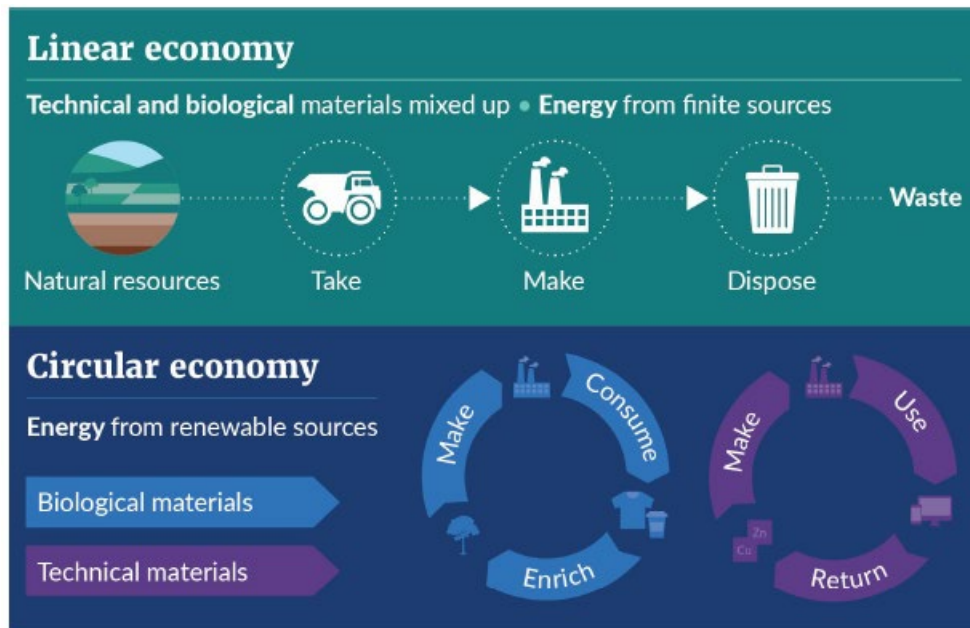 Linear economy
Technical and biological materials mixed up • Energy from finite sources
Waste
Natural resources
Take
Make
Dispose
Circular economy
Energy from renewable sources
Biological materials
Technical materials
Make
Consume
Enrich
Make
Use
Zn
Cu
Return